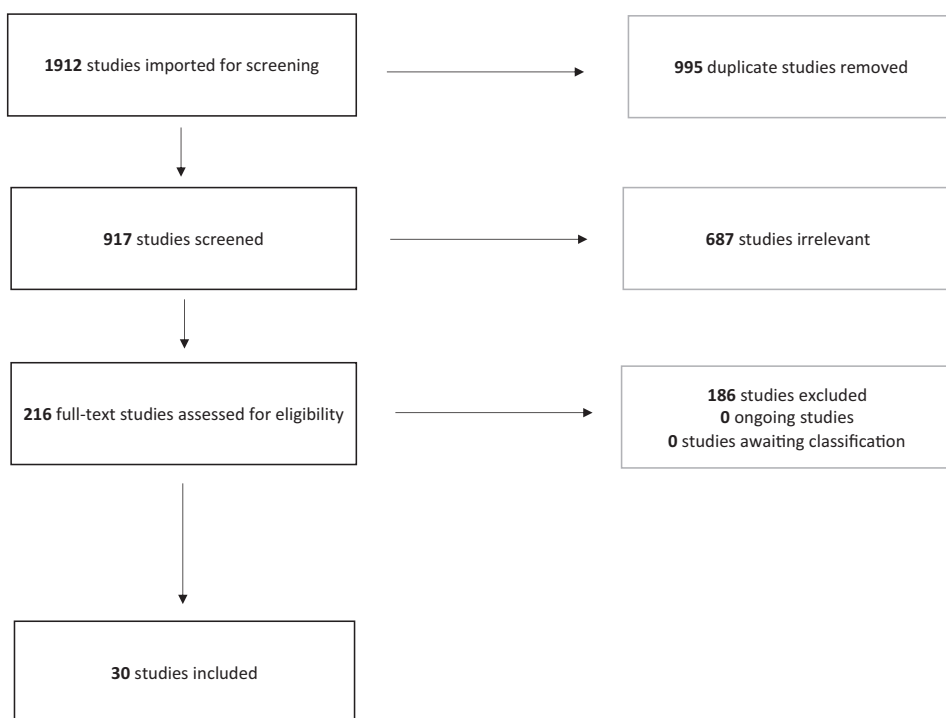 1912 studies imported for screening
995 duplicate studies removed
917 studies screened
687 studies irrelevant
216 full-text studies assessed for eligibility
186 studies excluded
0 ongoing studies
0 studies awaiting classification
30 studies included